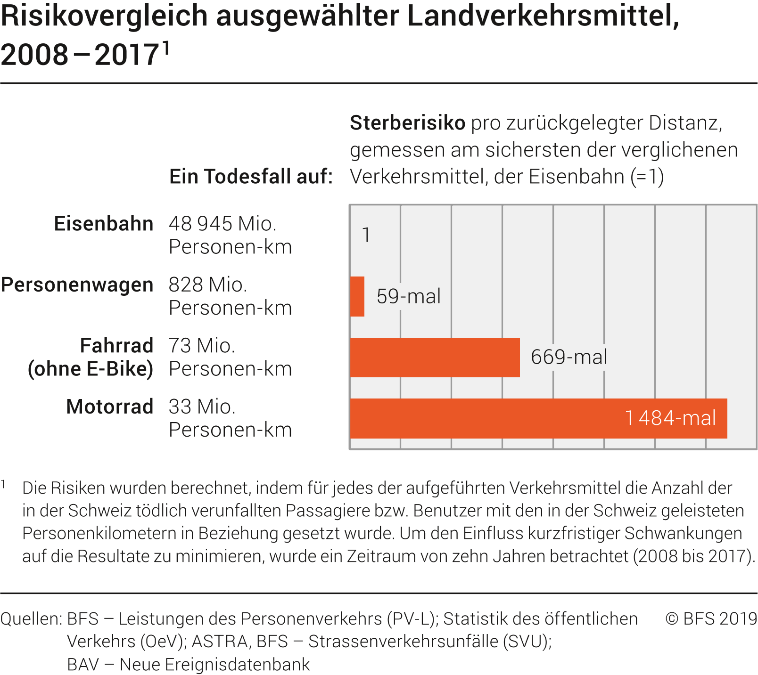 Risikovergleich ausgewählter Landverkehrsmittel,
2008–2017¹
Sterberisiko pro zurückgelegter Distanz,
gemessen am sichersten der verglichenen
Ein Todesfall auf: Verkehrsmittel, der Eisenbahn (=1)
Eisenbahn 48 945 Mio. 1
Personen-km
Personenwagen 828 Mio. 59-mal
Personen-km
Fahrrad 73 Mio. 669-mal
(ohne E-Bike) Personen-km
Motorrad 33 Mio. 1 484-mal
Personen-km
¹ Die Risiken wurden berechnet, indem für jedes der aufgeführten Verkehrsmittel die Anzahl der
in der Schweiz tödlich verunfallten Passagiere bzw. Benutzer mit den in der Schweiz geleisteten
Personenkilometern in Beziehung gesetzt wurde. Um den Einfluss kurzfristiger Schwankungen
auf die Resultate zu minimieren, wurde ein Zeitraum von zehn Jahren betrachtet (2008 bis 2017).
Quellen: BFS – Leistungen des Personenverkehrs (PV-L); Statistik des öffentlichen © BFS 2019
Verkehrs (OeV); ASTRA, BFS – Strassenverkehrsunfälle (SVU);
BAV – Neue Ereignisdatenbank